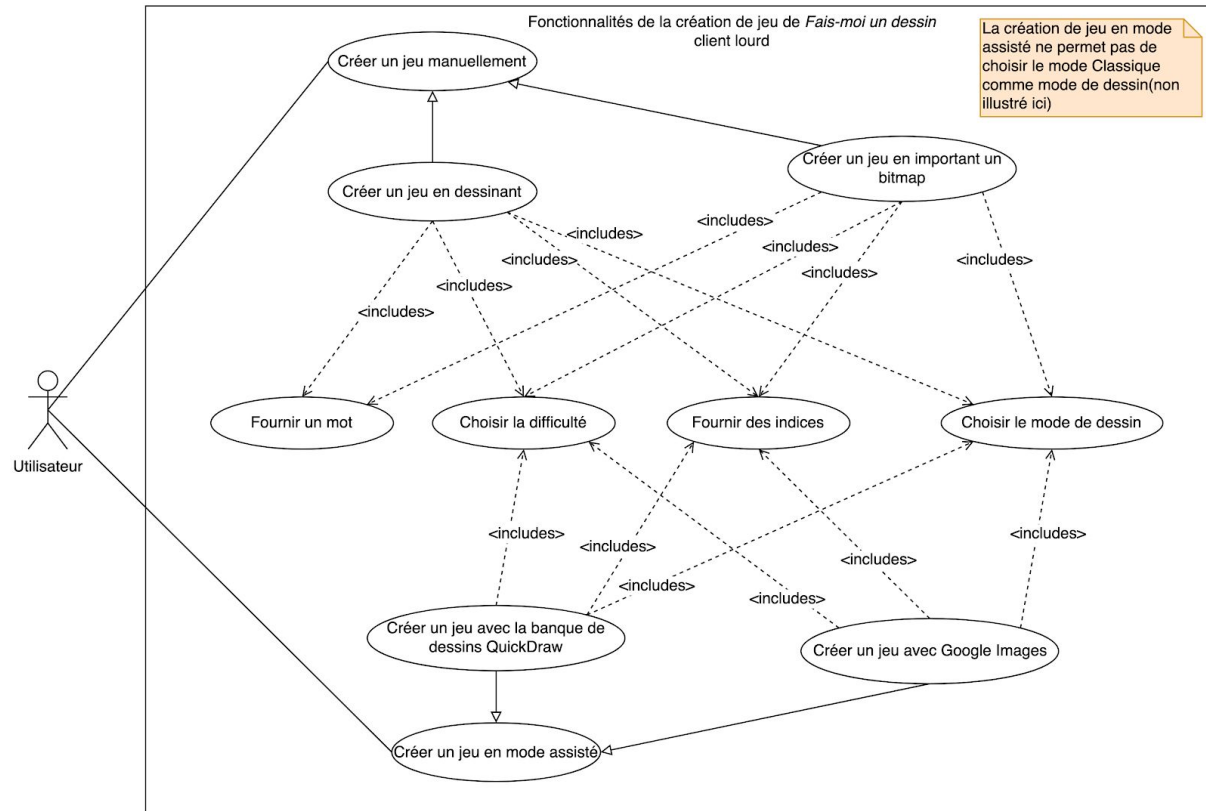 Fonctionnalités de la création de jeu de Fais-moi un dessin
client lourd
La création de jeu en mode
assisté ne permet pas de
choisir le mode Classique
comme mode de dessin(non
illustré ici)
Créer un jeu manuellement
Créer un jeu en important un
bitmap
Créer un jeu en dessinant
<includes>
<includes>
<includes>
<includes>
<includes>
<includes>
<includes>
<includes>
Fournir un mot
Choisir la difficulté
Fournir des indices
Choisir le mode de dessin
Utilisateur
<includes>
<includes>
<includes>
<includes>
<includes>
<includes>
Créer un jeu avec la banque de
dessins QuickDraw
Créer un jeu avec Google Images
Créer un jeu en mode assisté